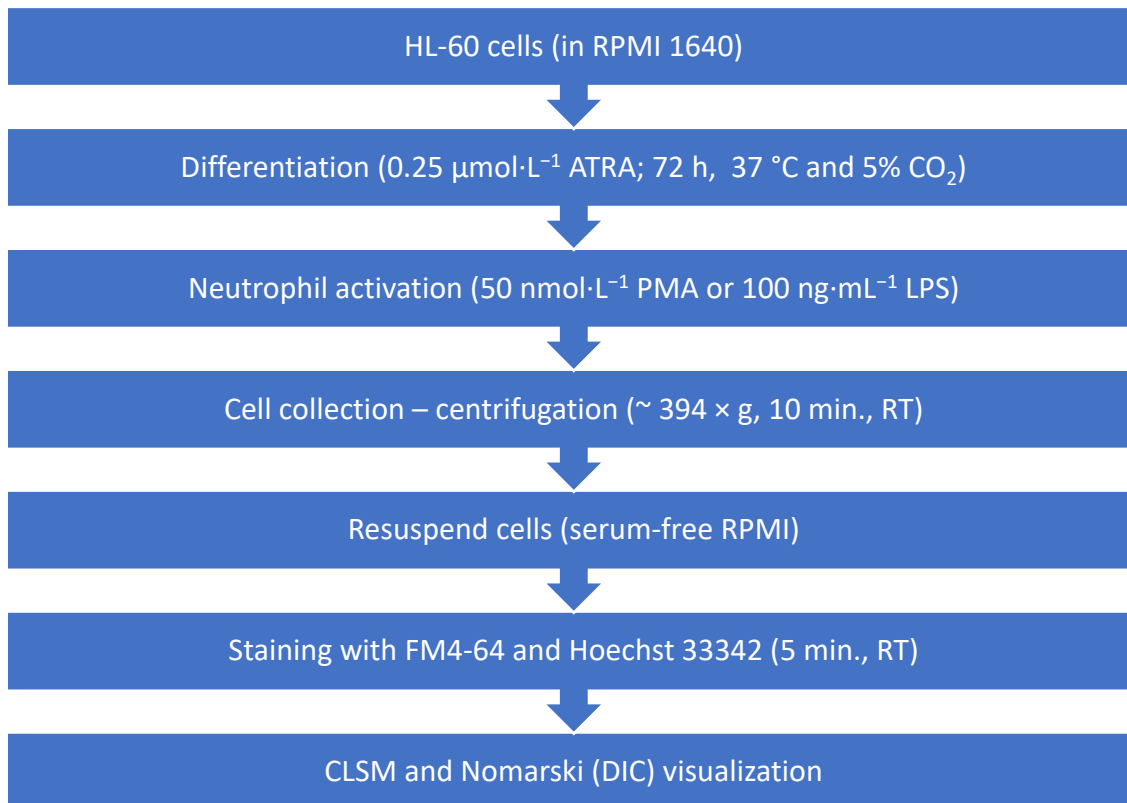 HL-60 cells (in RPMI 1640)
Differentiation (0.25 μmol·L⁻¹ ATRA; 72 h, 37 °C and 5% CO₂)
Neutrophil activation (50 nmol·L⁻¹ PMA or 100 ng·mL⁻¹ LPS)
Cell collection – centrifugation (~ 394 × g, 10 min., RT)
Resuspend cells (serum-free RPMI)
Staining with FM4-64 and Hoechst 33342 (5 min., RT)
CLSM and Nomarski (DIC) visualization